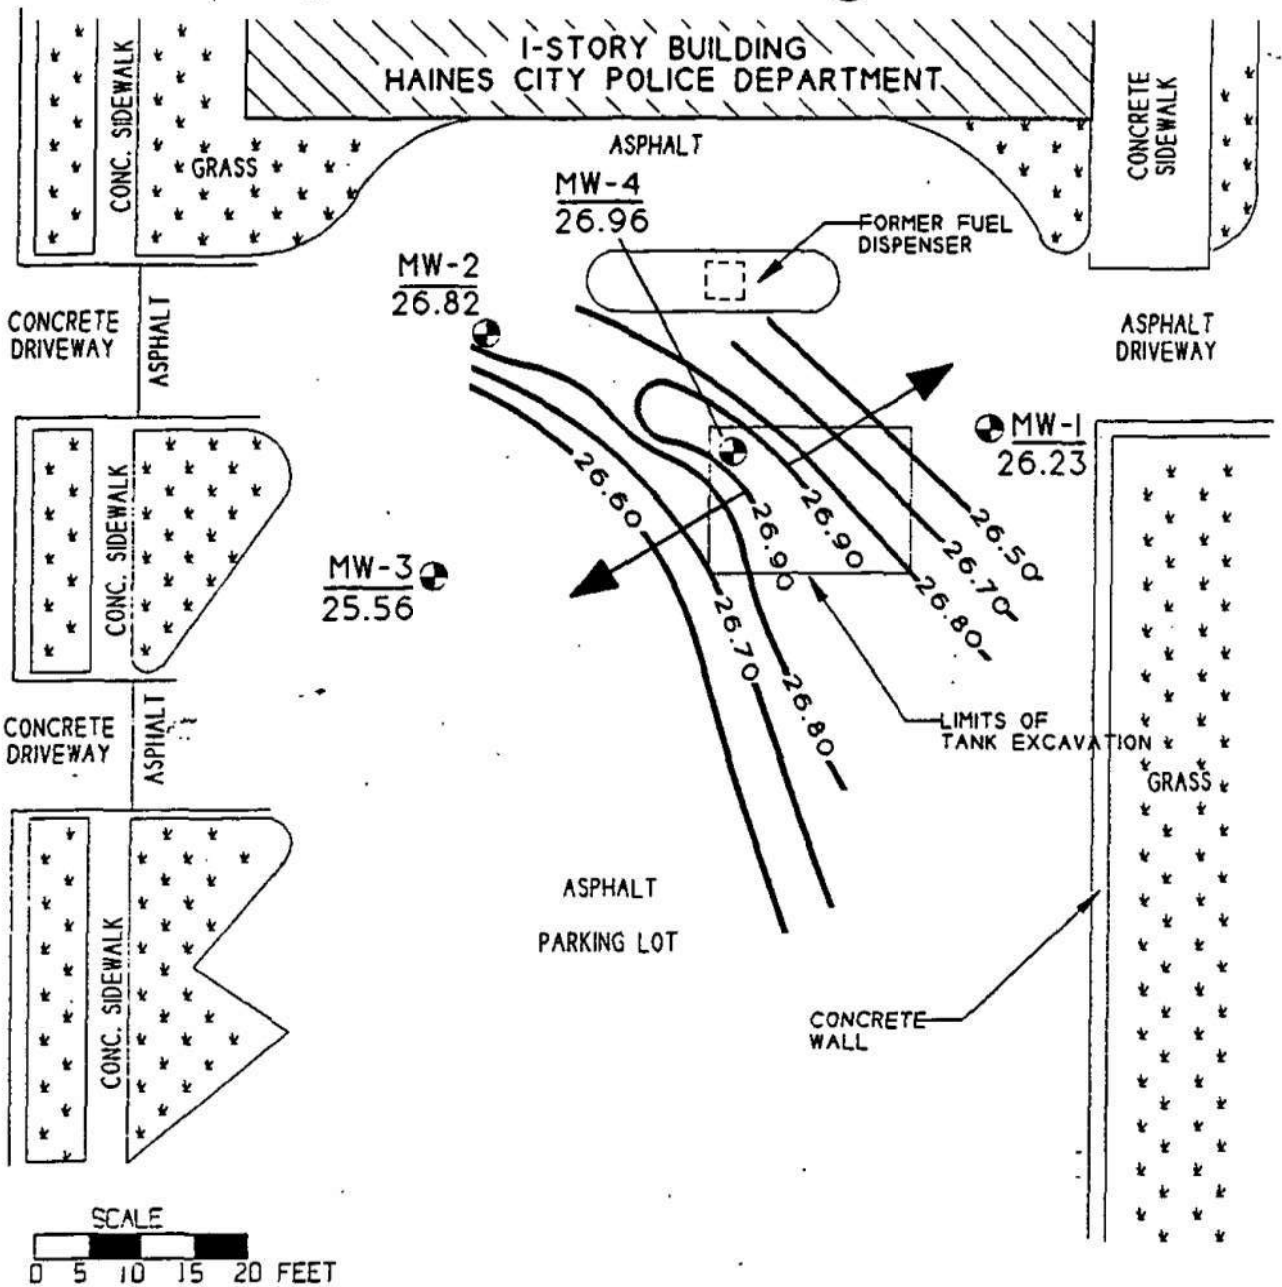 I-STORY BUILDING
HAINES CITY POLICE DEPARTMENT
CONC. SIDEWALK
GRASS
ASPHALT
CONCRETE
SIDEWALK
MW-4
26.96
FORMER FUEL
DISPENSER
MW-2
26.82
CONCRETE
DRIVEWAY
ASPHALT
ASPHALT
DRIVEWAY
MW-I
26.23
CONC. SIDEWALK
26.60
26.90
26.90
26.50
26.70
26.80
MW-3
25.56
26.70
26.80
LIMITS OF
TANK EXCAVATION
CONCRETE
DRIVEWAY
ASPHALT
GRASS
ASPHALT
PARKING LOT
CONC. SIDEWALK
CONCRETE
WALL
SCALE
0 5 10 15 20 FEET